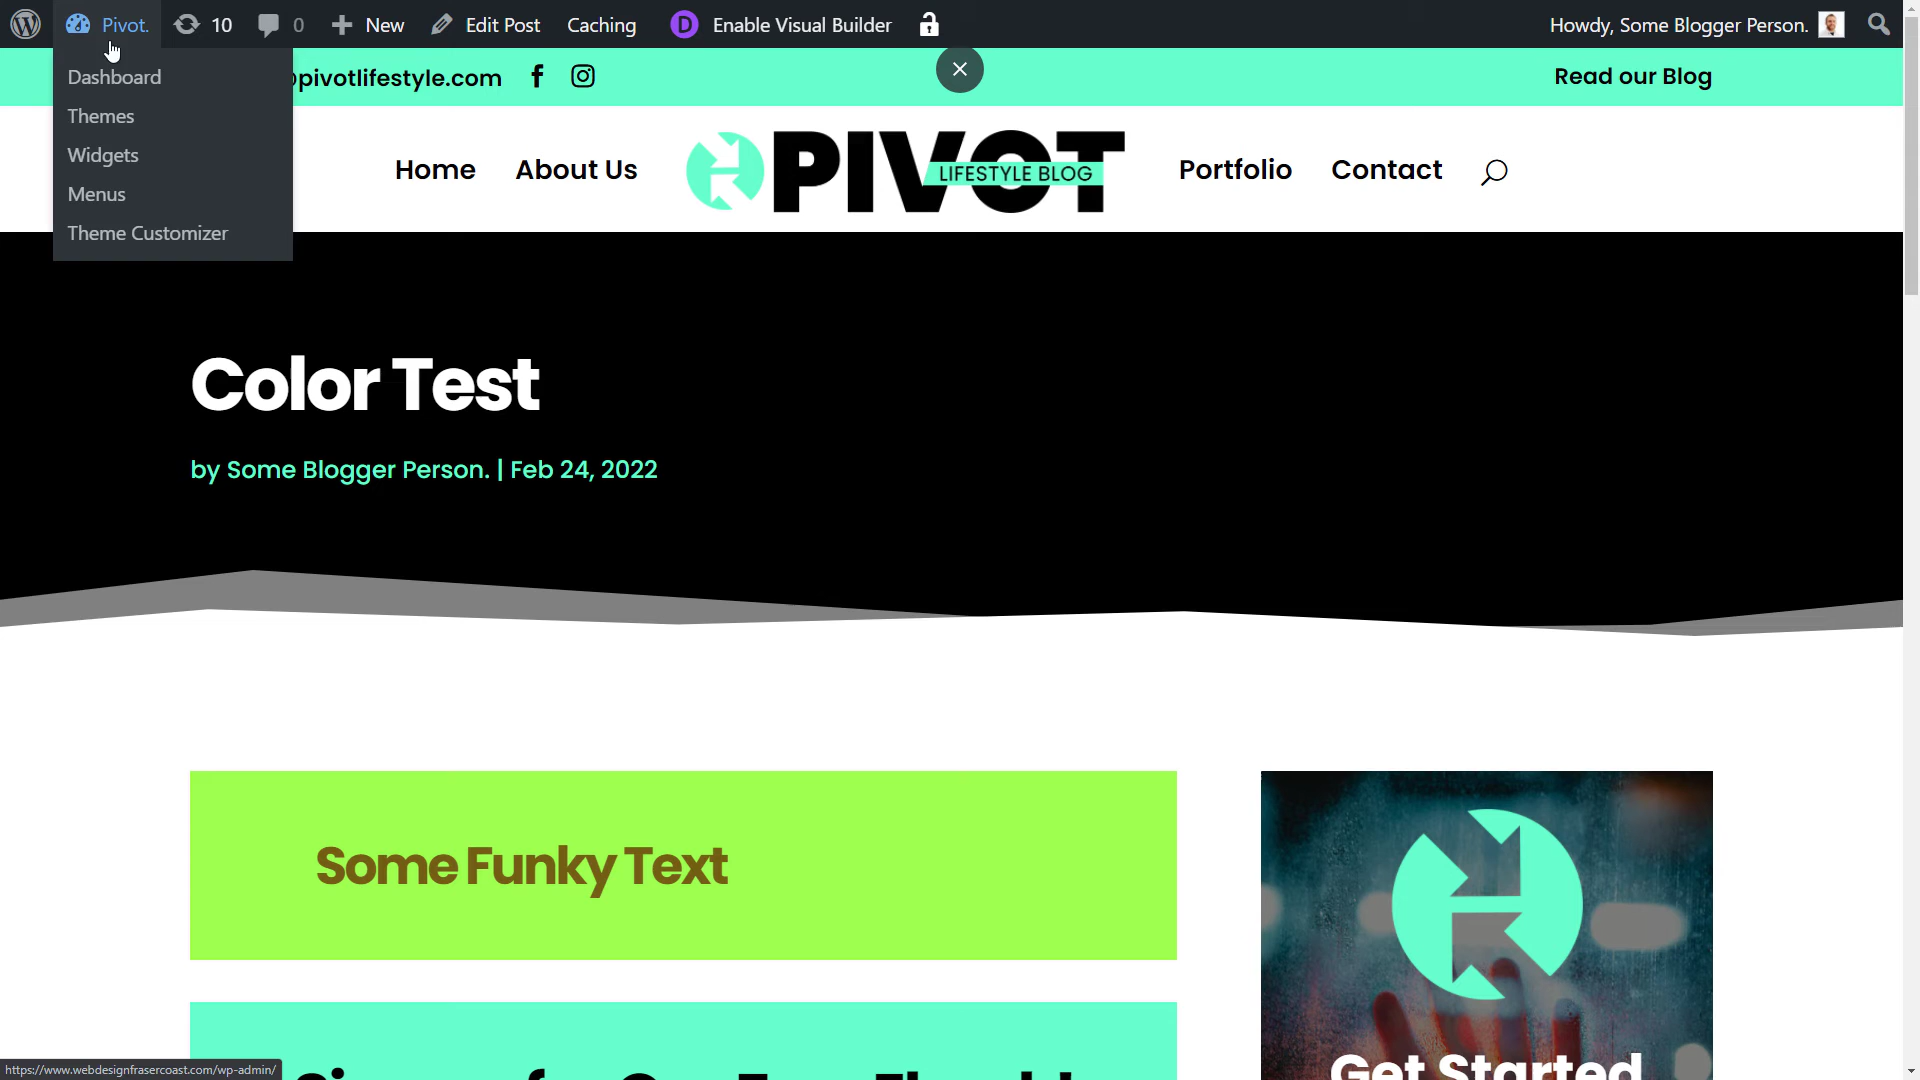 Pivot. 10 0 New Edit Post Caching D Enable Visual Builder Howdy, Some Blogger Person.
Dashboard
pivotlifestyle.com Read our Blog
Themes
Widgets
Menus
Theme Customizer
Home About Us PIVOT LIFESTYLE BLOG Portfolio Contact
Color Test
by Some Blogger Person. | Feb 24, 2022
Some Funky Text
Get Started
https://www.webdesignfrasercoast.com/wp-admin/